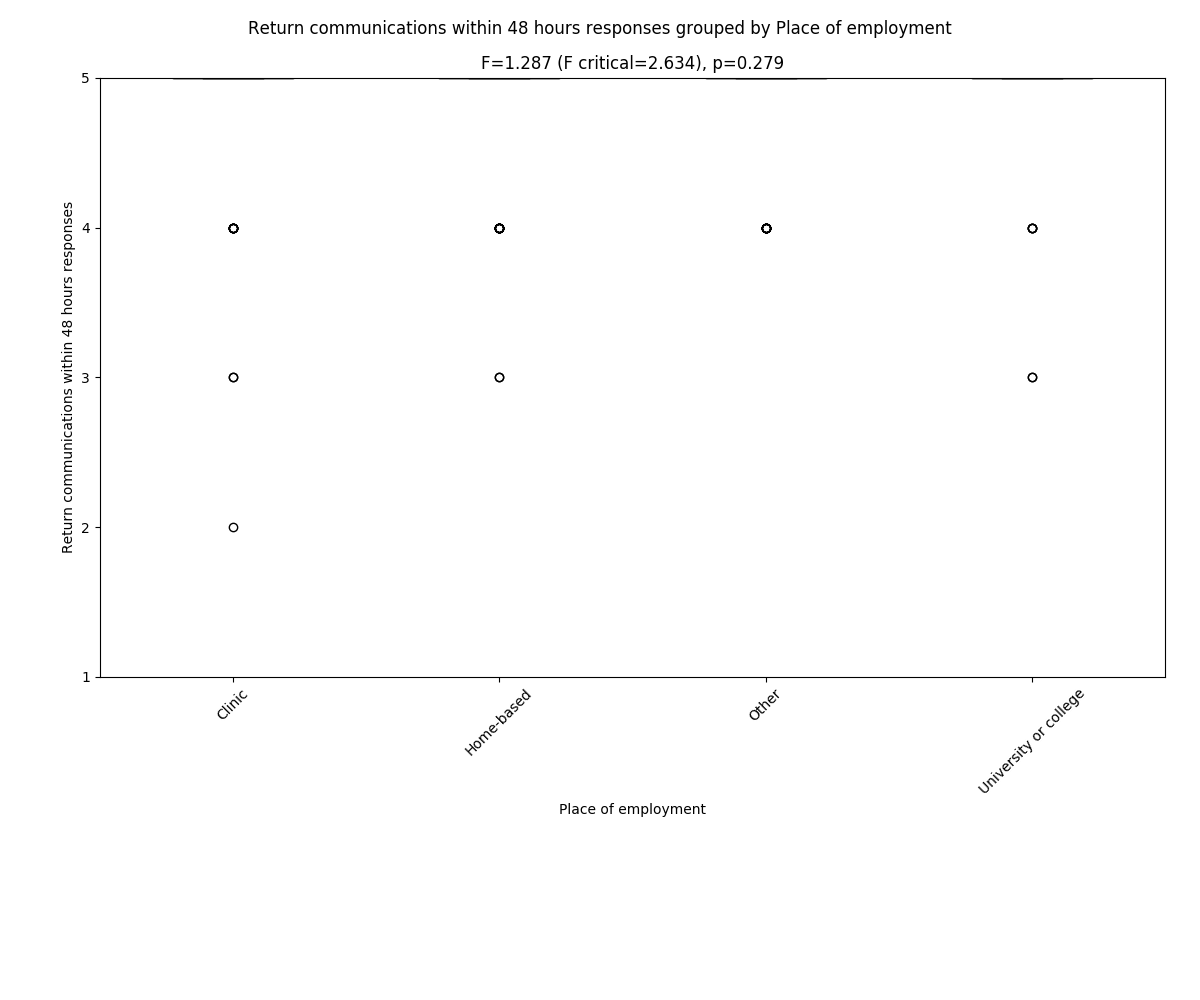 Return communications within 48 hours responses grouped by Place of employment
F=1.287 (F critical=2.634), p=0.279
Return communications within 48 hours responses
5
4
3
2
1
Clinic
Home-based
Other
University or college
Place of employment